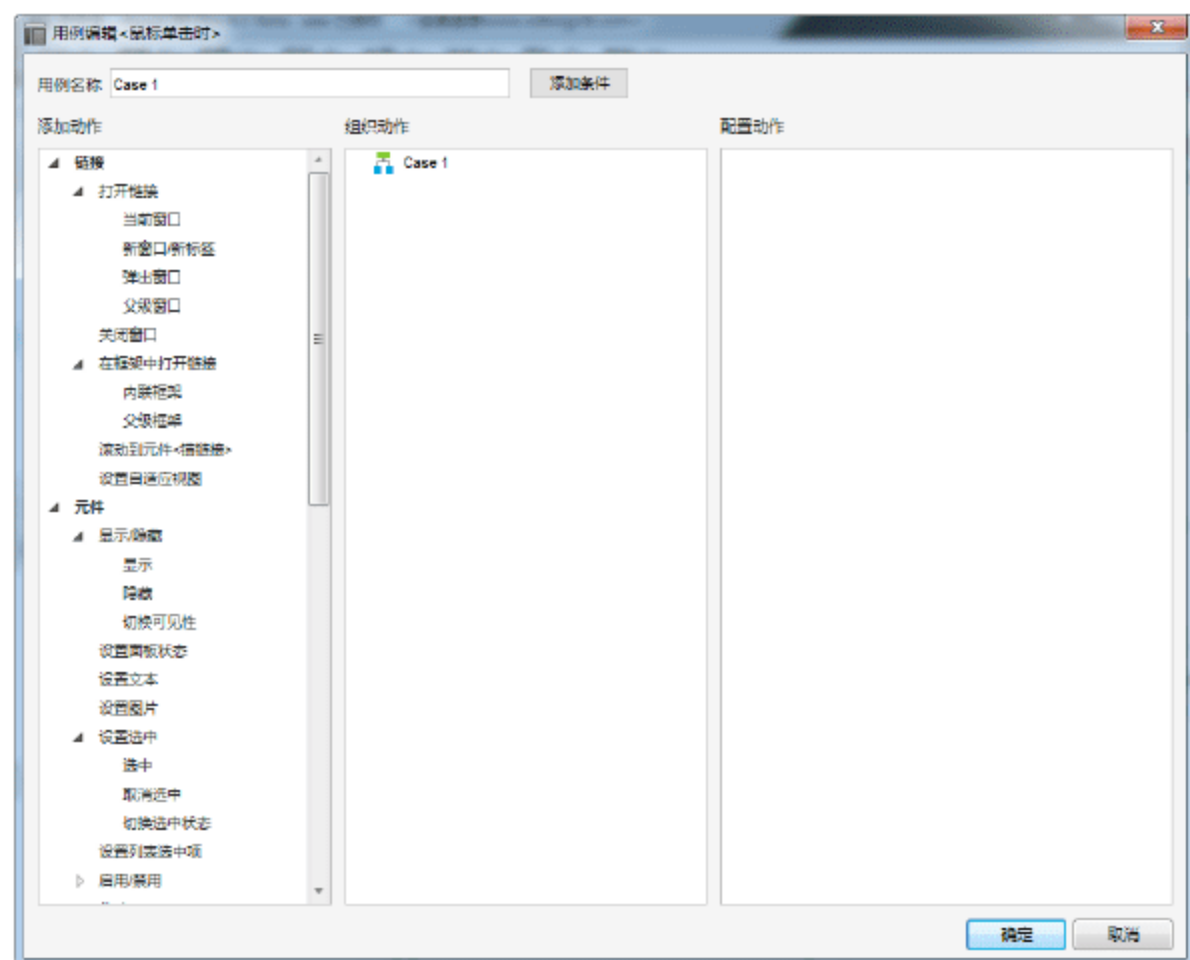 用例编辑<鼠标单击时>
用例名称 Case 1 添加条件
添加动作 组织动作 配置动作
链接 Case 1
打开链接
当前窗口
新窗口/新标签
弹出窗口
父级窗口
关闭窗口
在框架中打开链接
内联框架
父级框架
滚动到元件<锚链接>
设置自适应视图
元件
显示/隐藏
显示
隐藏
切换可见性
设置面板状态
设置文本
设置图片
设置选中
选中
取消选中
切换选中状态
设置列表选中项
启用/禁用
确定 取消